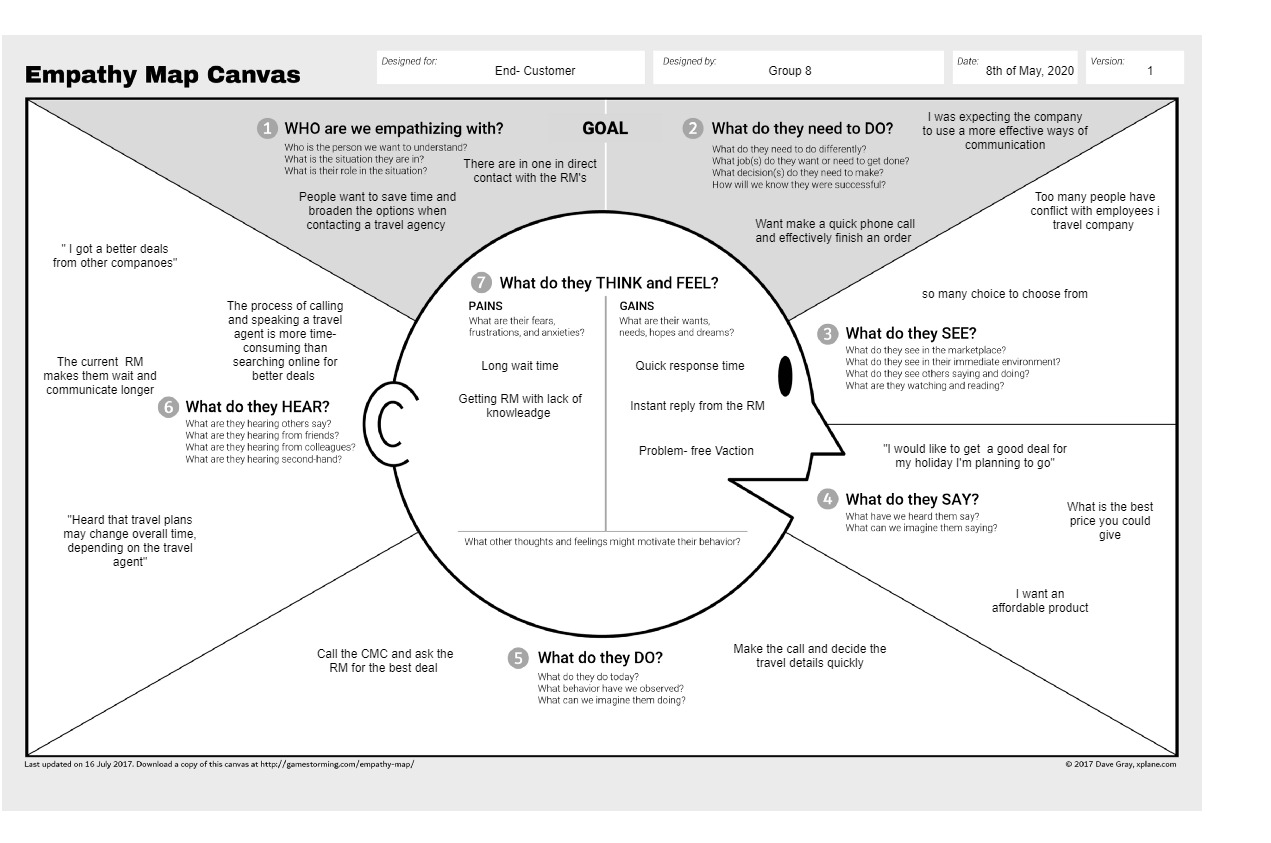 Empathy Map Canvas
Designed for:
End- Customer
Designed by:
Group 8
Date:
8th of May, 2020
Version:
1
1 WHO are we empathizing with?
Who is the person we want to understand?
What is the situation they are in?
What is their role in the situation?
There are in one in direct
contact with the RM's
People want to save time and
broaden the options when
contacting a travel agency
GOAL
2 What do they need to DO?
What do they need to do differently?
What job(s) do they want or need to get done?
What decision(s) do they need to make?
How will we know they were successful?
I was expecting the company
to use a more effective ways of
communication
Want make a quick phone call
and effectively finish an order
Too many people have
conflict with employees i
travel company
so many choice to choose from
3 What do they SEE?
What do they see in the marketplace?
What do they see in their immediate environment?
What do they see others saying and doing?
What are they watching and reading?
"I would like to get  a good deal for
my holiday I'm planning to go"
4 What do they SAY?
What have we heard them say?
What can we imagine them saying?
What is the best
price you could
give
I want an
affordable product
5 What do they DO?
What do they do today?
What behavior have we observed?
What can we imagine them doing?
Call the CMC and ask the
RM for the best deal
Make the call and decide the
travel details quickly
" I got a better deals
from other companoes"
The process of calling
and speaking a travel
agent is more time-
consuming than
searching online for
better deals
The current  RM
makes them wait and
communicate longer
6 What do they HEAR?
What are they hearing others say?
What are they hearing from friends?
What are they hearing from colleagues?
What are they hearing second-hand?
"Heard that travel plans
may change overall time,
depending on the travel
agent"
7 What do they THINK and FEEL?
PAINS
What are their fears,
frustrations, and anxieties?
Long wait time
Getting RM with lack of
knowleadge
GAINS
What are their wants,
needs, hopes and dreams?
Quick response time
Instant reply from the RM
Problem- free Vaction
What other thoughts and feelings might motivate their behavior?
Last updated on 16 July 2017. Download a copy of this canvas at http://gamestorming.com/empathy-map/
© 2017 Dave Gray, xplane.com